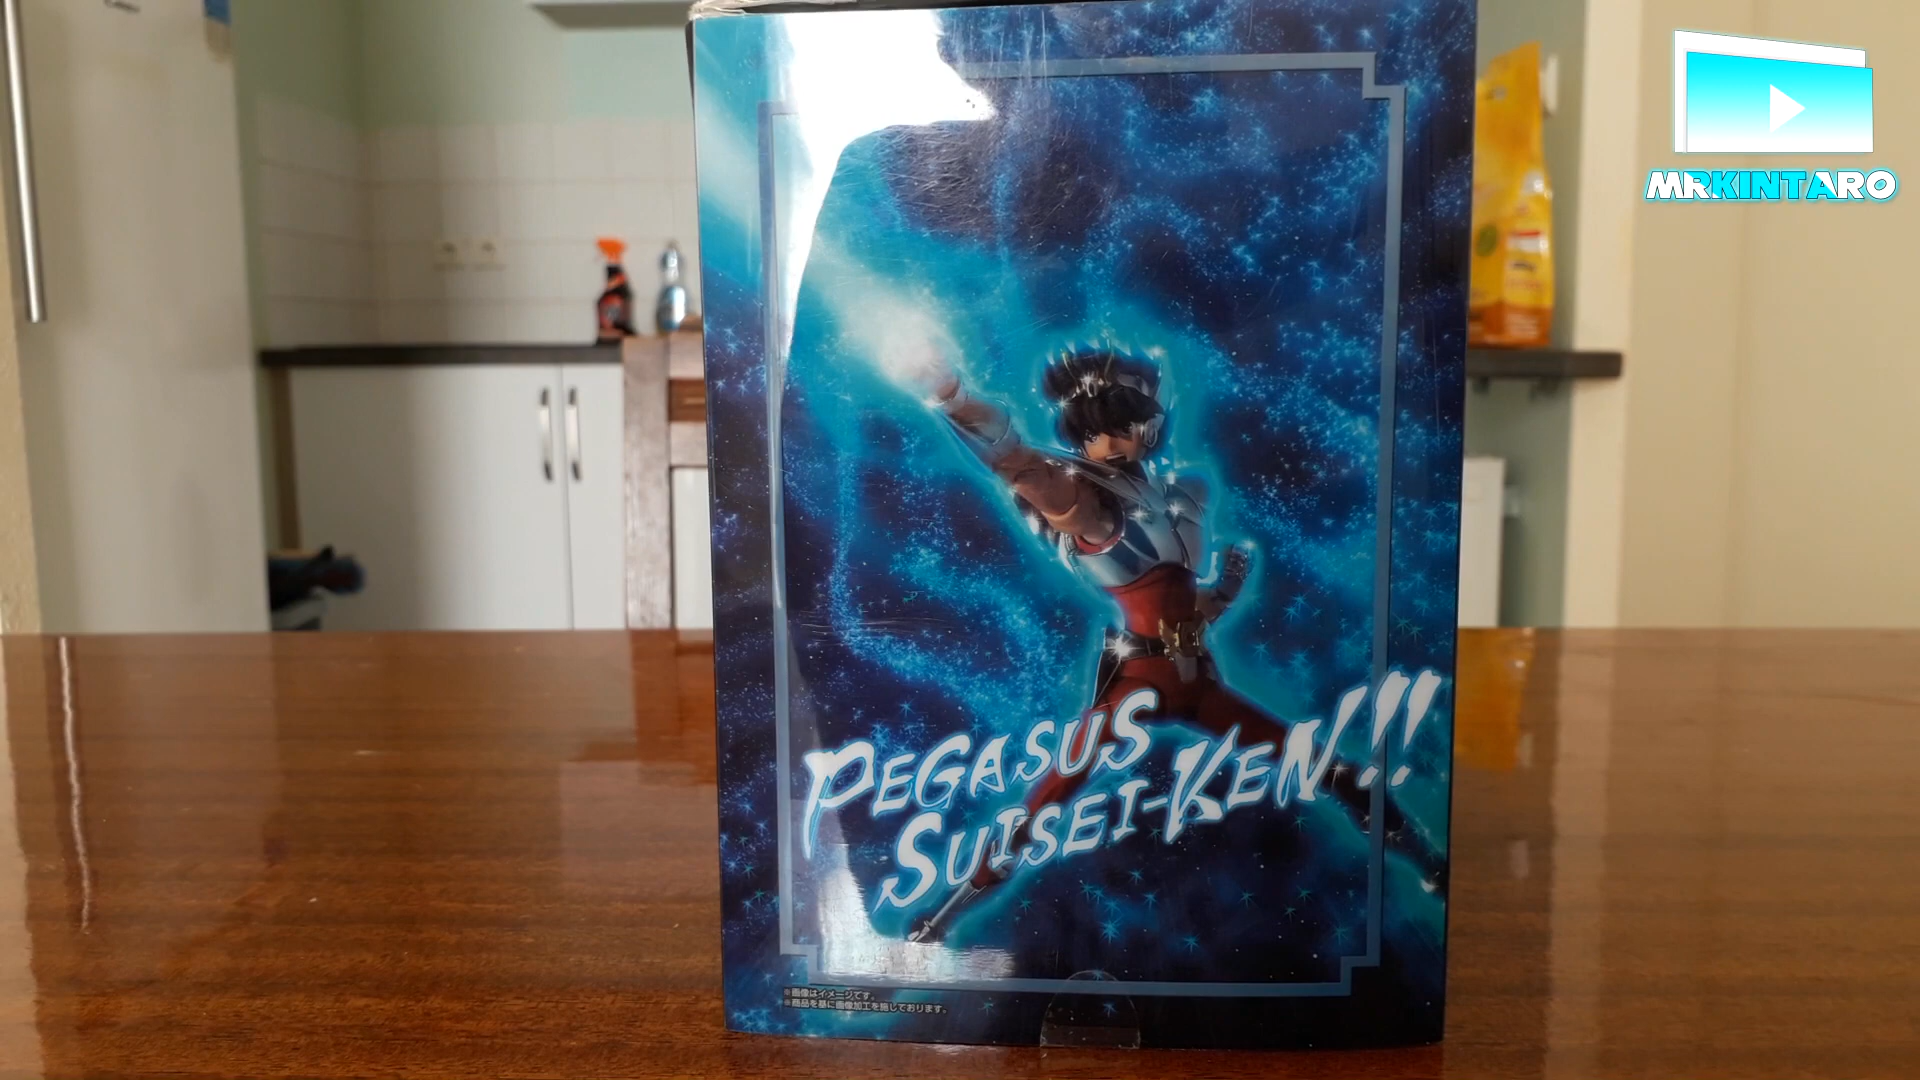 MRKINTARO
PEGASUS
SUISEI-KEN!!
※画像はイメージです。
※商品を基に画像加工を施しております。